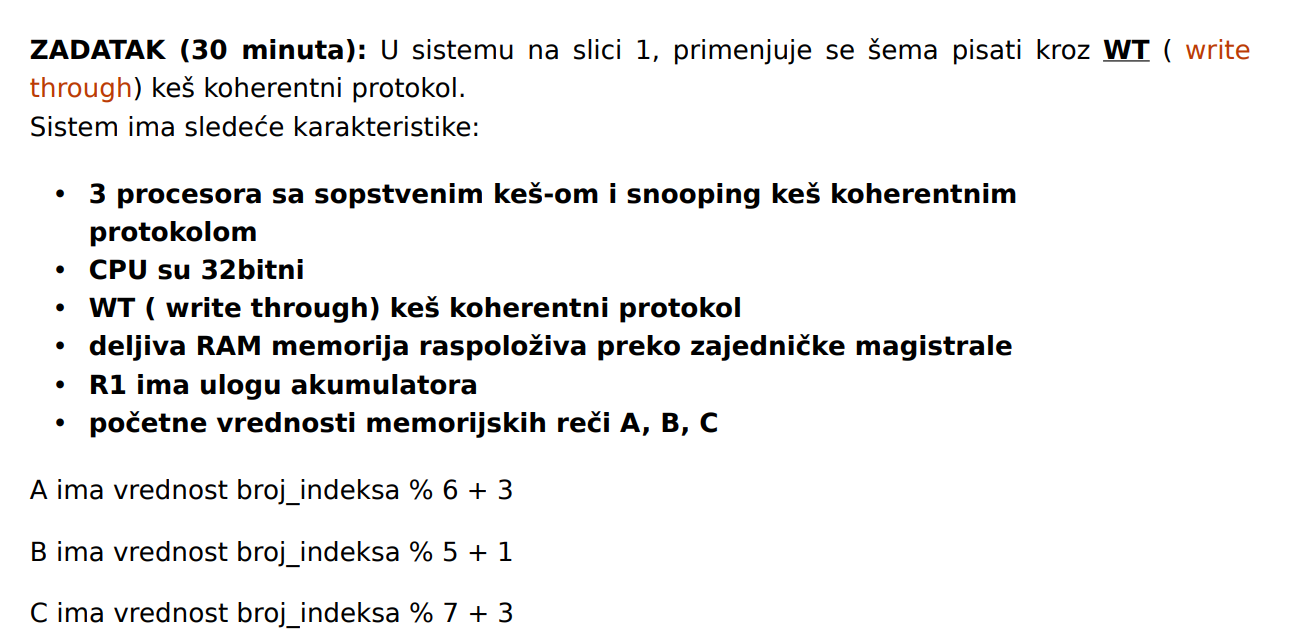 ZADATAK (30 minuta): U sistemu na slici 1, primenjuje se šema pisati kroz WT ( write
through) keš koherentni protokol.
Sistem ima sledeće karakteristike:
• 3 procesora sa sopstvenim keš-om i snooping keš koherentnim
protokolom
• CPU su 32bitni
• WT ( write through) keš koherentni protokol
• deljiva RAM memorija raspoloživa preko zajedničke magistrale
• R1 ima ulogu akumulatora
• početne vrednosti memorijskih reči A, B, C
A ima vrednost broj_indeksa % 6 + 3
B ima vrednost broj_indeksa % 5 + 1
C ima vrednost broj_indeksa % 7 + 3